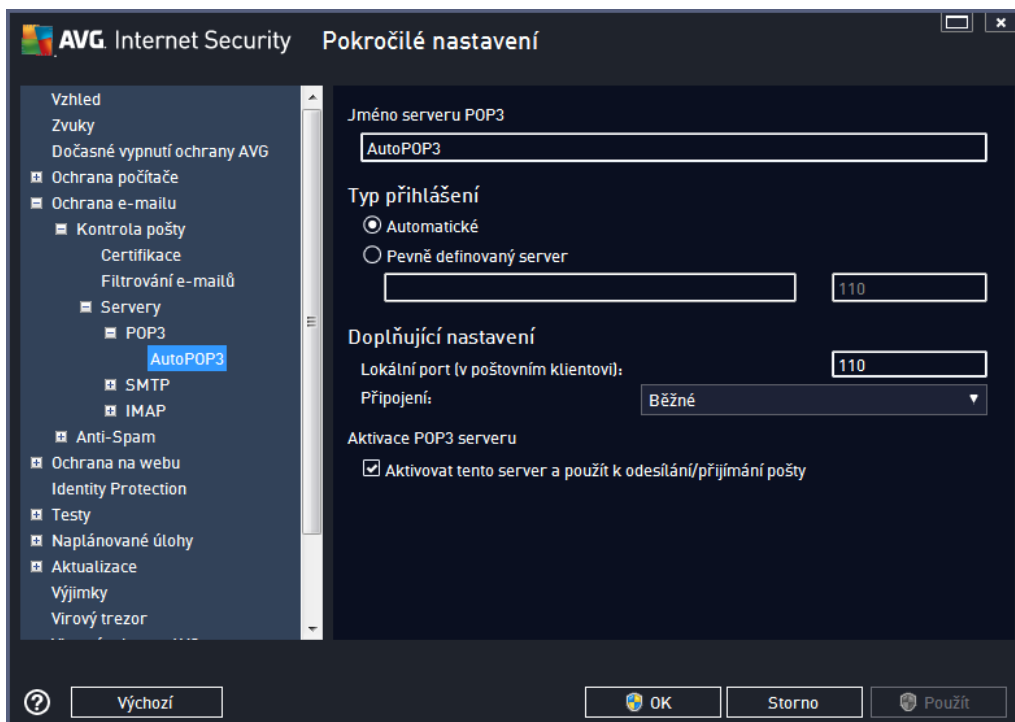 AVG. Internet Security Pokročilé nastavení
Vzhled
Zvuky
Dočasné vypnutí ochrany AVG
Ochrana počítače
Ochrana e-mailu
Kontrola pošty
Certifikace
Filtrování e-mailů
Servery
POP3
AutoPOP3
SMTP
IMAP
Anti-Spam
Ochrana na webu
Identity Protection
Testy
Naplánované úlohy
Aktualizace
Výjimky
Virový trezor
Jméno serveru POP3
AutoPOP3
Typ přihlášení
Automatické
Pevně definovaný server
110
Doplňující nastavení
Lokální port (v poštovním klientovi): 110
Připojení: Běžné
Aktivace POP3 serveru
Aktivovat tento server a použít k odesílání/přijímání pošty
? Výchozí OK Storno Použít